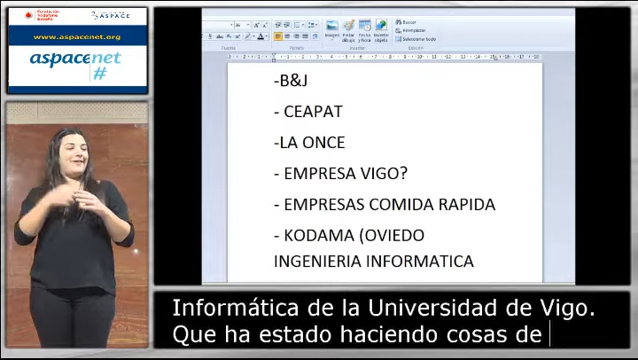 Fundación
Vodafone
España
ASPACE
www.aspacenet.org
aspacenet
#
-B&J
- CEAPAT
-LA ONCE
- EMPRESA VIGO?
- EMPRESAS COMIDA RAPIDA
- KODAMA (OVIEDO
INGENIERIA INFORMATICA
Informática de la Universidad de Vigo.
Que ha estado haciendo cosas de